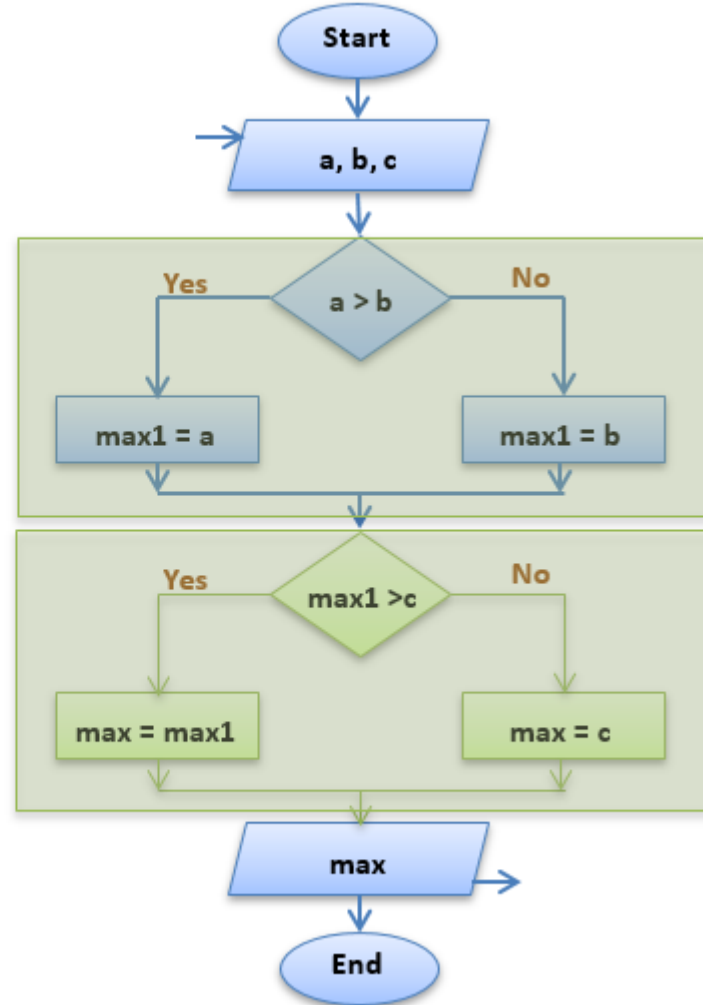 Start
a, b, c
Yes
No
a > b
max1 = a
max1 = b
Yes
No
max1 >c
max = max1
max = c
max
End